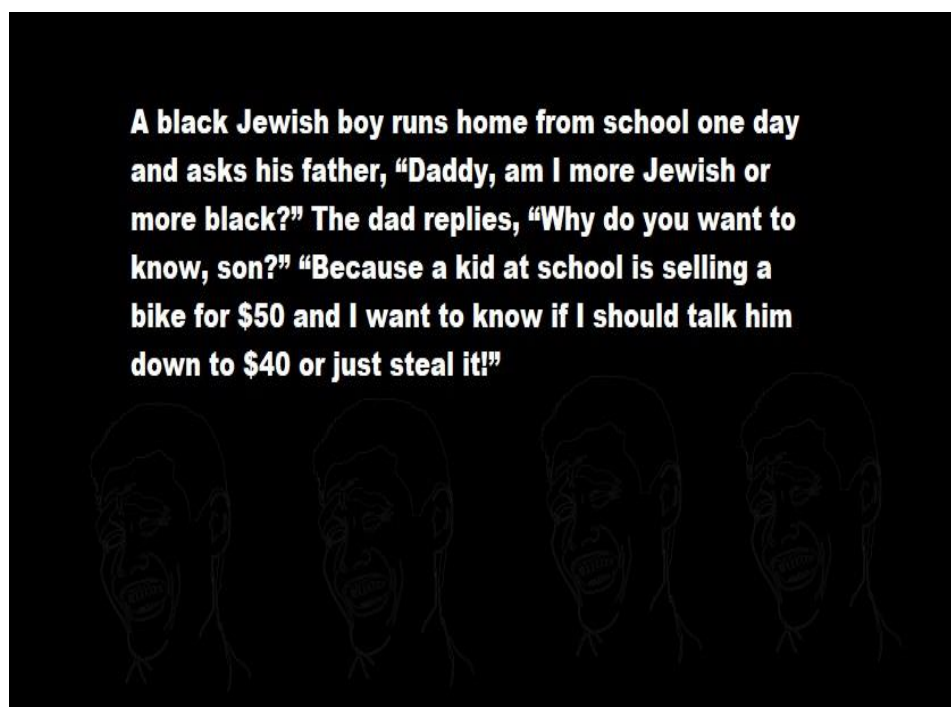 A black Jewish boy runs home from school one day
and asks his father, “Daddy, am I more Jewish or
more black?” The dad replies, “Why do you want to
know, son?” “Because a kid at school is selling a
bike for $50 and I want to know if I should talk him
down to $40 or just steal it!”